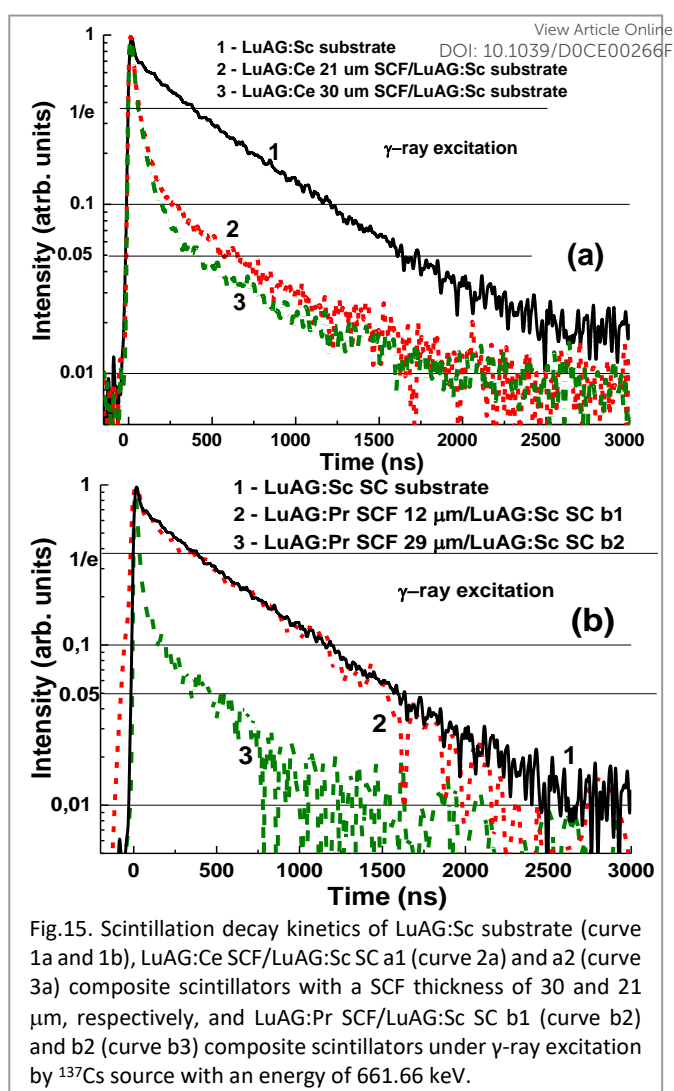 View Article Online
DOI: 10.1039/D0CE00266F
(a)
1 - LuAG:Sc substrate
2 - LuAG:Ce 21 um SCF/LuAG:Sc substrate
3 - LuAG:Ce 30 um SCF/LuAG:Sc substrate
γ–ray excitation
Intensity (atrb. units)
1
1/e
0.1
0.05
0.01
1
2
3
(a)
0 500 1000 1500 2000 2500 3000
Time (ns)
1 - LuAG:Sc SC substrate
2 - LuAG:Pr SCF 12 μm/LuAG:Sc SC b1
3 - LuAG:Pr SCF 29 μm/LuAG:Sc SC b2
γ–ray excitation
(b)
Intensity (arb. units)
1
1/e
0.1
0.05
0,01
2
1
3
0 500 1000 1500 2000 2500 3000
Time (ns)
Fig.15. Scintillation decay kinetics of LuAG:Sc substrate (curve
1a and 1b), LuAG:Ce SCF/LuAG:Sc SC a1 (curve 2a) and a2 (curve
3a) composite scintillators with a SCF thickness of 30 and 21
μm, respectively, and LuAG:Pr SCF/LuAG:Sc SC b1 (curve b2)
and b2 (curve b3) composite scintillators under γ-ray excitation
by ¹³⁷Cs source with an energy of 661.66 keV.